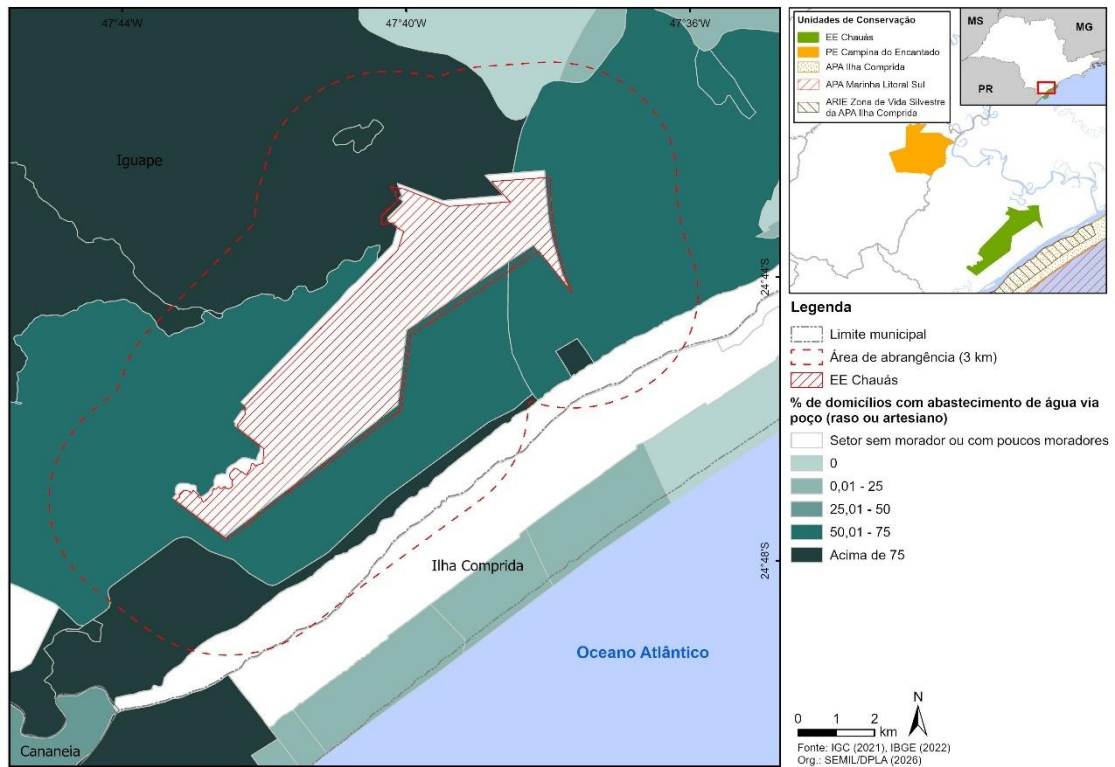 47°44'W
47°40'W
47°36'W
24°44'S
24°48'S
Iguape
Ilha Comprida
Cananeia
Oceano Atlântico
Unidades de Conservação
EE Chauás
PE Campina do Encantado
APA Ilha Comprida
APA Marinha Litoral Sul
ARIE Zona de Vida Silvestre
da APA Ilha Comprida
MS
MG
PR
Legenda
Limite municipal
Área de abrangência (3 km)
EE Chauás
% de domicílios com abastecimento de água via
poço (raso ou artesiano)
Setor sem morador ou com poucos moradores
0
0,01 - 25
25,01 - 50
50,01 - 75
Acima de 75
N
0 1 2
km
Fonte: IGC (2021), IBGE (2022)
Org.: SEMIL/DPLA (2026)